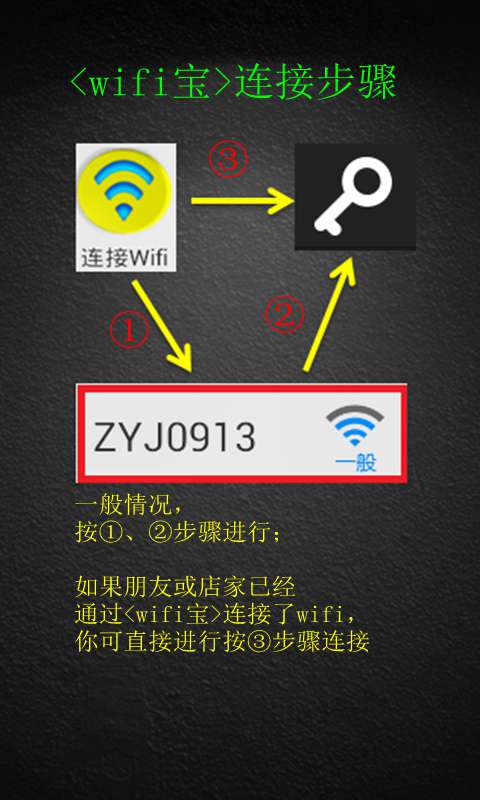 <wifi宝>连接步骤
③
连接Wifi
①
②
ZYJ0913
一般
一般情况，
按①、②步骤进行；
如果朋友或店家已经
通过<wifi宝>连接了wifi，
你可直接进行按③步骤连接